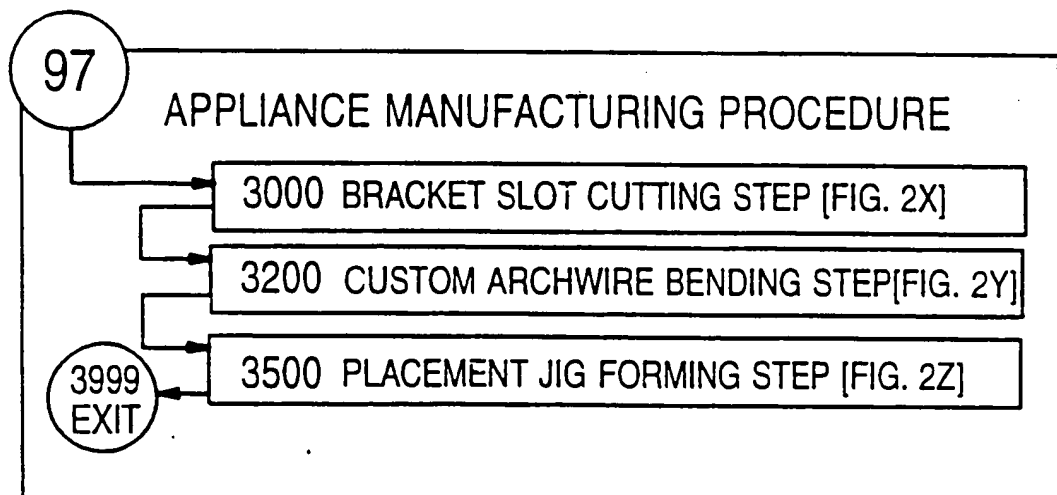 97
APPLIANCE MANUFACTURING PROCEDURE
3000 BRACKET SLOT CUTTING STEP [FIG. 2X]
3200 CUSTOM ARCHWIRE BENDING STEP[FIG. 2Y]
3500 PLACEMENT JIG FORMING STEP [FIG. 2Z]
3999
EXIT